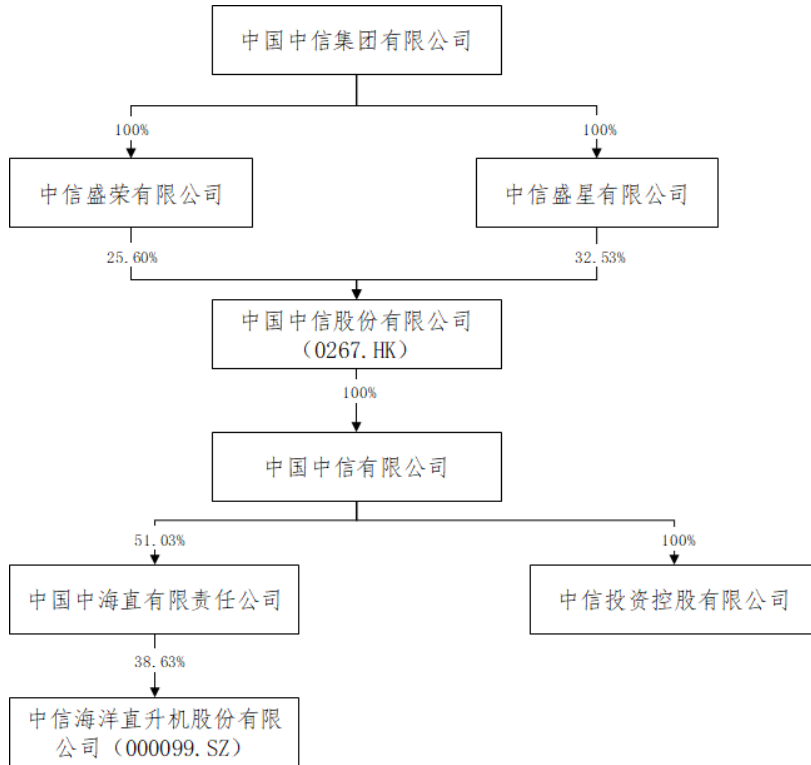 中国中信集团有限公司
100%
100%
中信盛荣有限公司
中信盛星有限公司
25.60%
32.53%
中国中信股份有限公司
（0267.HK）
100%
中国中信有限公司
51.03%
100%
中国中海直有限责任公司
中信投资控股有限公司
38.63%
中信海洋直升机股份有限
公司（000099.SZ）